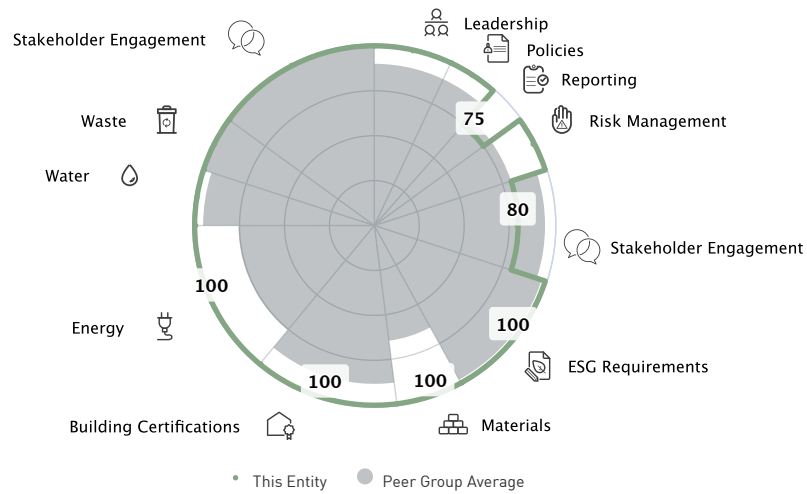 Leadership
Stakeholder Engagement
Policies
Reporting
75
Waste
Risk Management
Water
80
Stakeholder Engagement
100
Energy
100
ESG Requirements
100
100
Building Certifications
Materials
This Entity
Peer Group Average